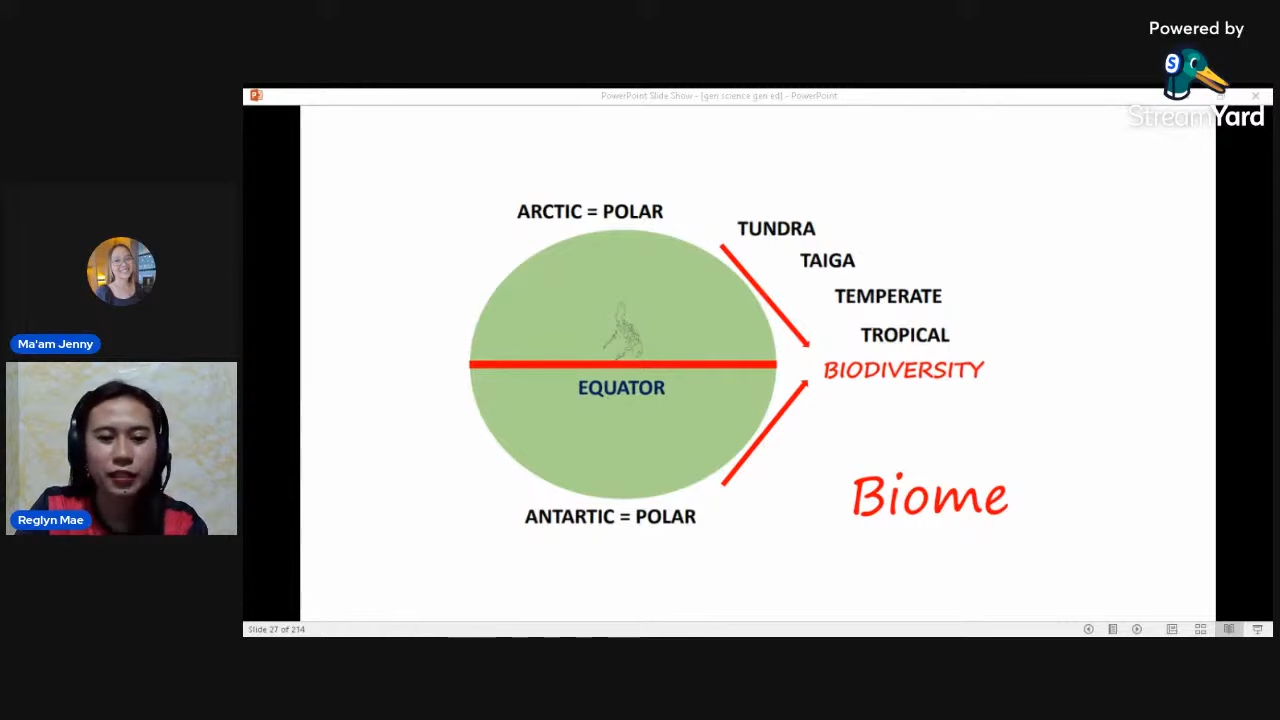 Powered by
S
StreamYard
PowerPoint Slide Show - [gen science gen ed] - PowerPoint
ARCTIC = POLAR
TUNDRA
TAIGA
TEMPERATE
TROPICAL
BIODIVERSITY
EQUATOR
Biome
ANTARTIC = POLAR
Ma'am Jenny
Reglyn Mae
Slide 27 of 214